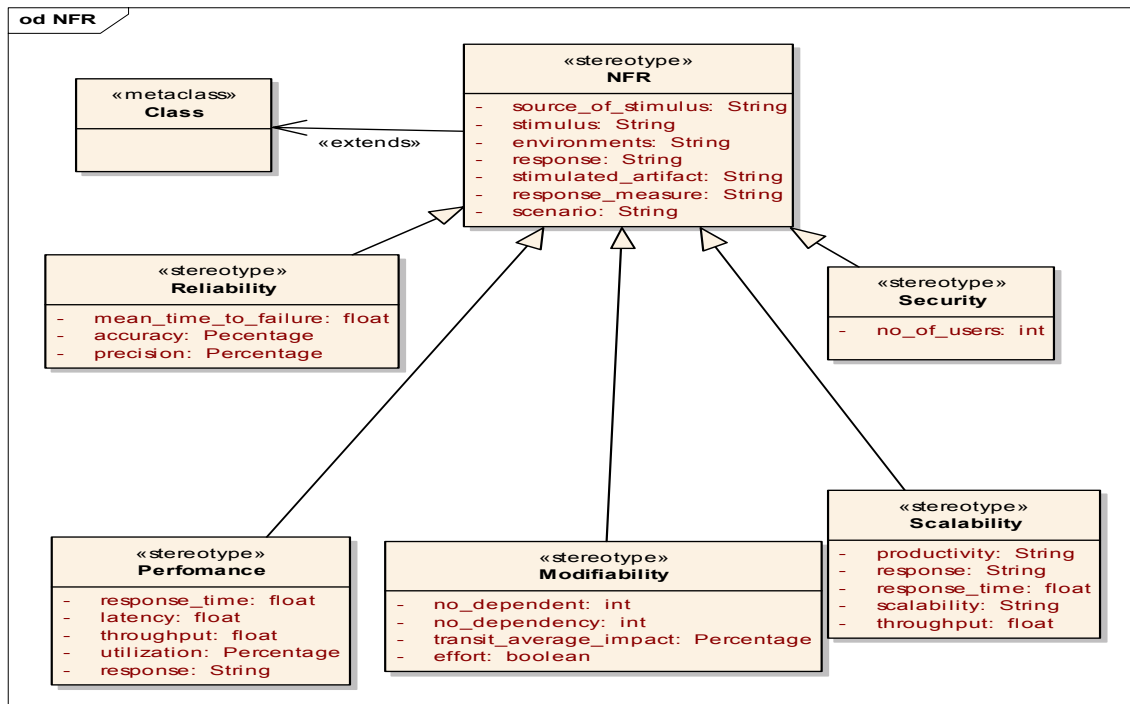 od NFR
«metaclass»
Class
«extends»
«stereotype»
NFR
- source_of_stimulus: String
- stimulus: String
- environments: String
- response: String
- stimulated_artifact: String
- response_measure: String
- scenario: String
«stereotype»
Reliability
- mean_time_to_failure: float
- accuracy: Pecentage
- precision: Percentage
«stereotype»
Security
- no_of_users: int
«stereotype»
Perfomance
- response_time: float
- latency: float
- throughput: float
- utilization: Percentage
- response: String
«stereotype»
Modifiability
- no_dependent: int
- no_dependency: int
- transit_average_impact: Percentage
- effort: boolean
«stereotype»
Scalability
- productivity: String
- response: String
- response_time: float
- scalability: String
- throughput: float